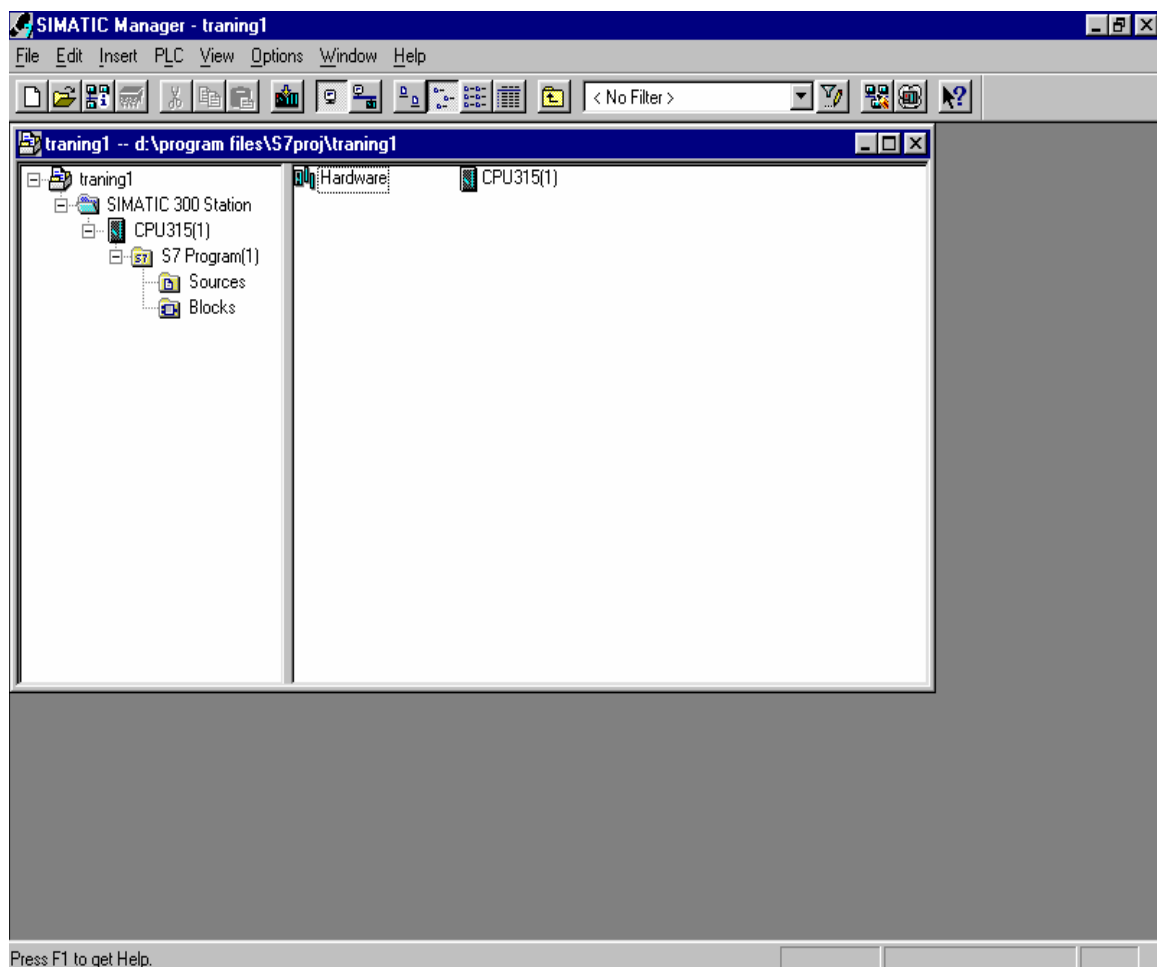 SIMATIC Manager - traning1
File Edit Insert PLC View Options Window Help
< No Filter >
traning1 -- d:\program files\S7proj\traning1
traning1
SIMATIC 300 Station
CPU315(1)
S7 Program(1)
Sources
Blocks
Hardware CPU315(1)
Press F1 to get Help.